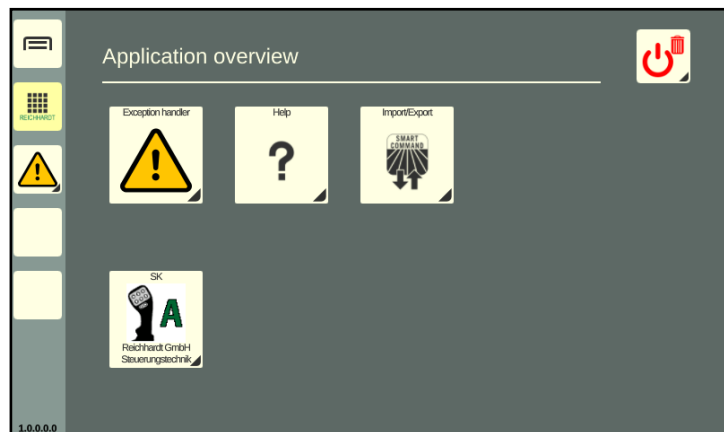 Application overview
REICHHARDT
Exception handler
Help
Import/Export
?
SMART
COMMAND
SK
A
Reichhardt GmbH
Steuerungstechnik
1.0.0.0.0